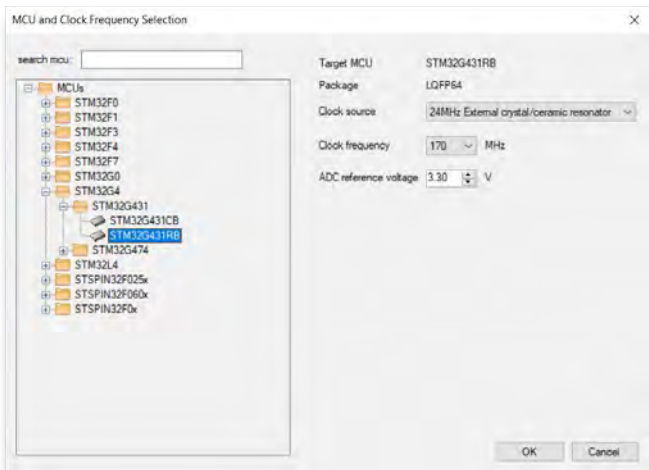 MCU and Clock Frequency Selection
search mcu:
MCUs
STM32F0
STM32F1
STM32F3
STM32F4
STM32F7
STM32G0
STM32G4
STM32G431
STM32G431CB
STM32G431RB
STM32G474
STM32L4
STSPIN32F025x
STSPIN32F060x
STSPIN32F0x
Target MCU STM32G431RB
Package LQFP64
Clock source 24MHz External crystal/ceramic resonator
Clock frequency 170 MHz
ADC reference voltage 3.30 V
OK Cancel